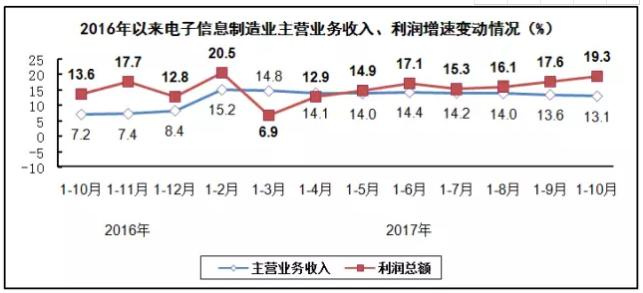 2016年以来电子信息制造业主营业务收入、利润增速变动情况（%）
25
20
15
10
5
0
-5
-10
13.6 17.7 12.8 20.5 14.8 12.9 14.9 17.1 15.3 16.1 17.6 19.3
7.2 7.4 8.4 15.2 6.9 14.1 14.0 14.4 14.2 14.0 13.6 13.1
1-10月 1-11月 1-12月 1-2月 1-3月 1-4月 1-5月 1-6月 1-7月 1-8月 1-9月 1-10月
2016年 2017年
主营业务收入 利润总额